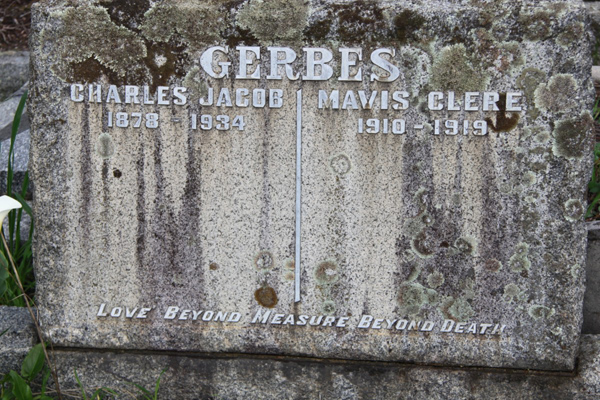 GERBES
CHARLES JACOB
1878 - 1934
MAVIS CLERE
1910 - 1919
LOVE BEYOND MEASURE BEYOND DEATH